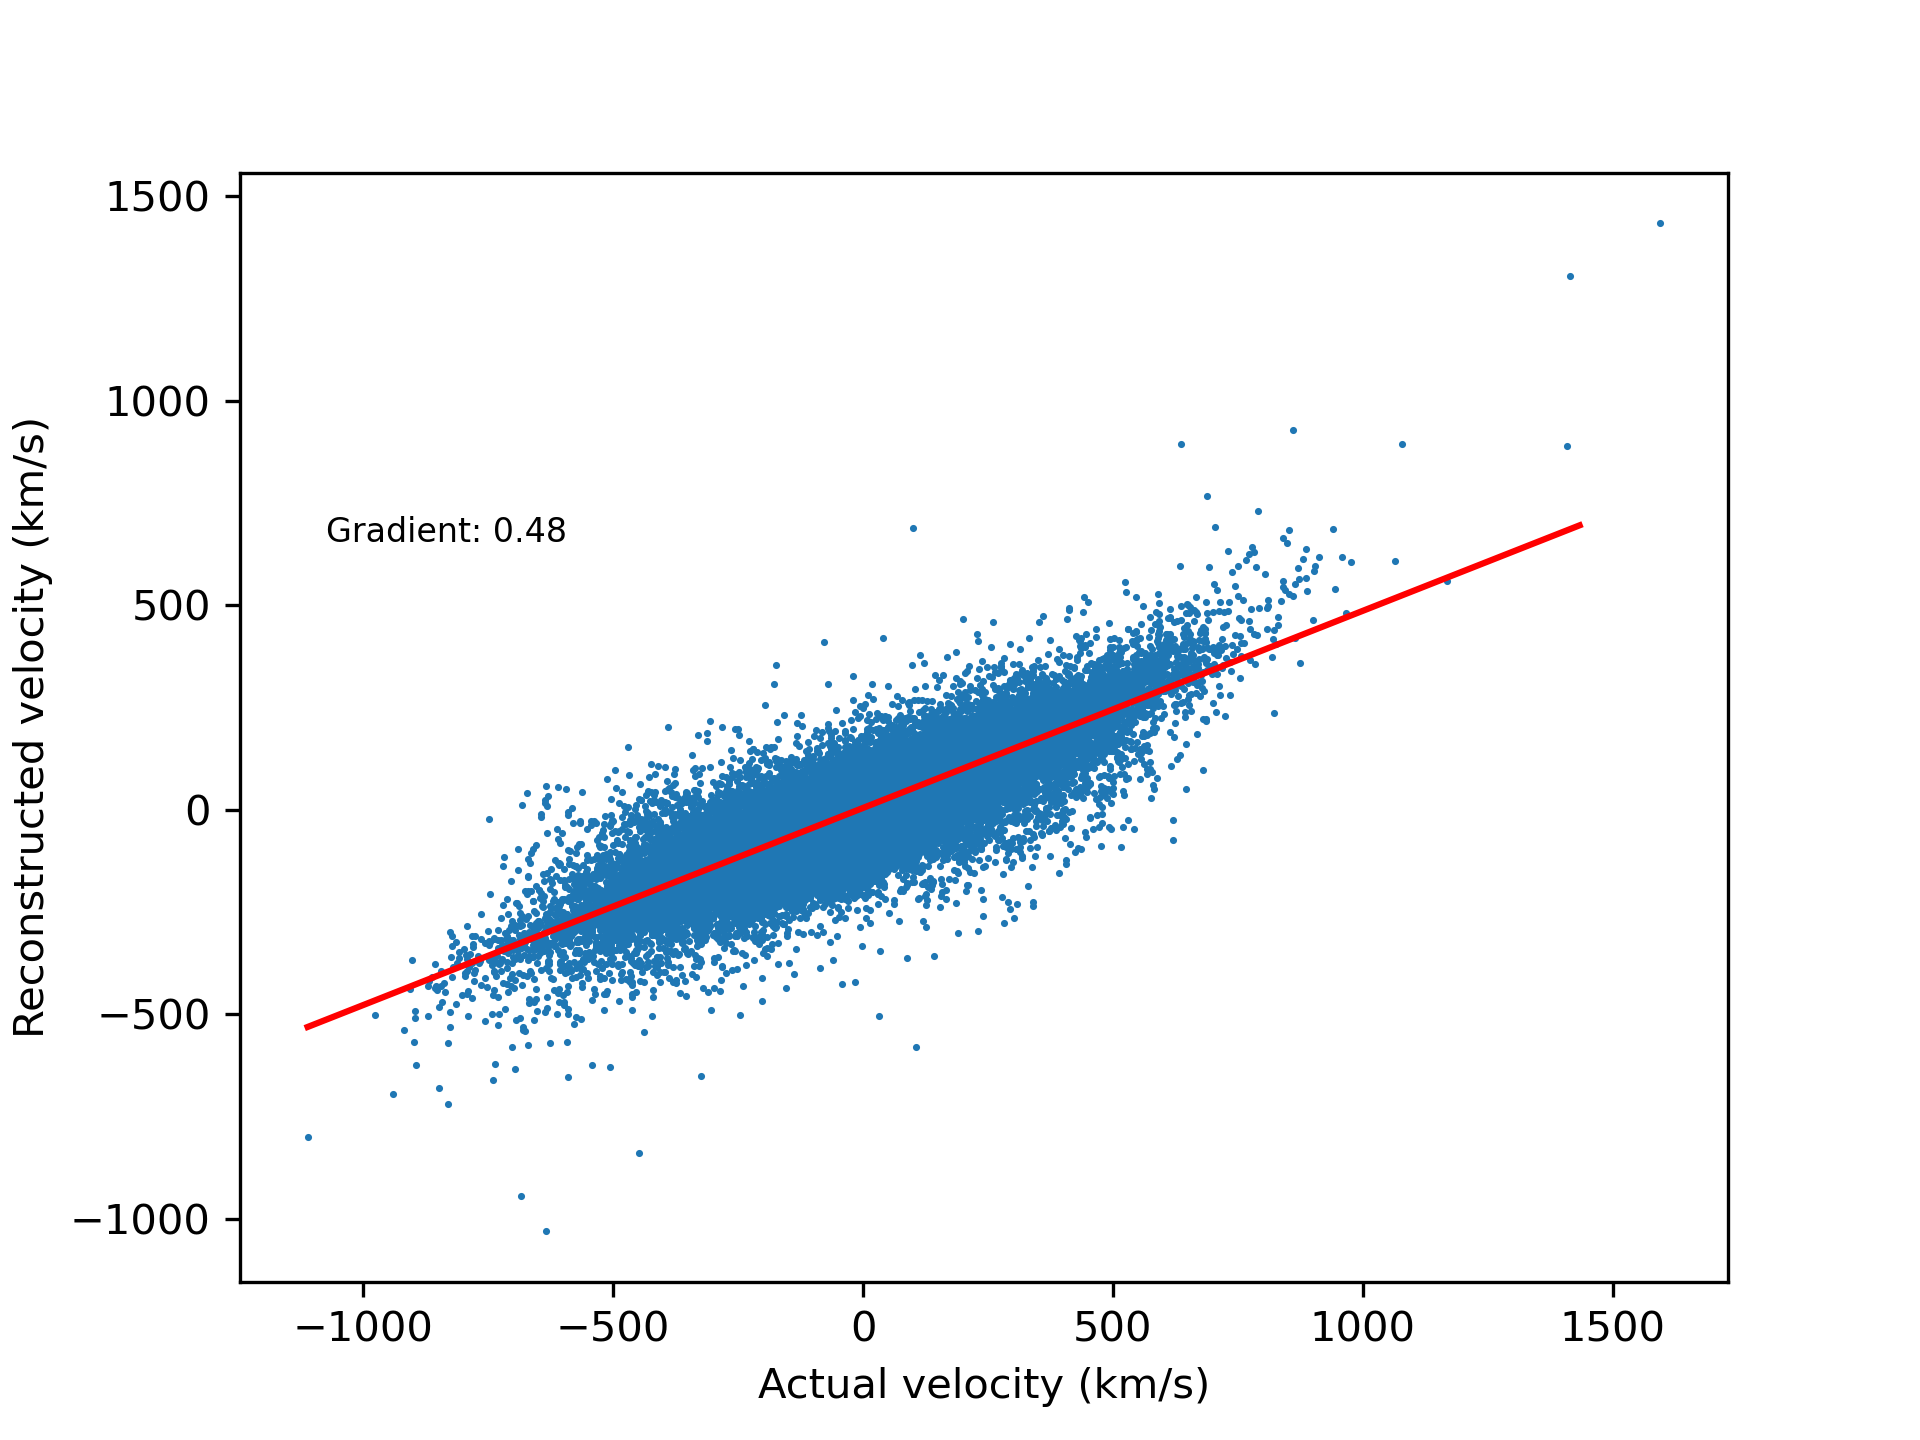 1500
1000
500
0
−500
−1000
Reconstructed velocity (km/s)
Gradient: 0.48
−1000 −500 0 500 1000 1500
Actual velocity (km/s)